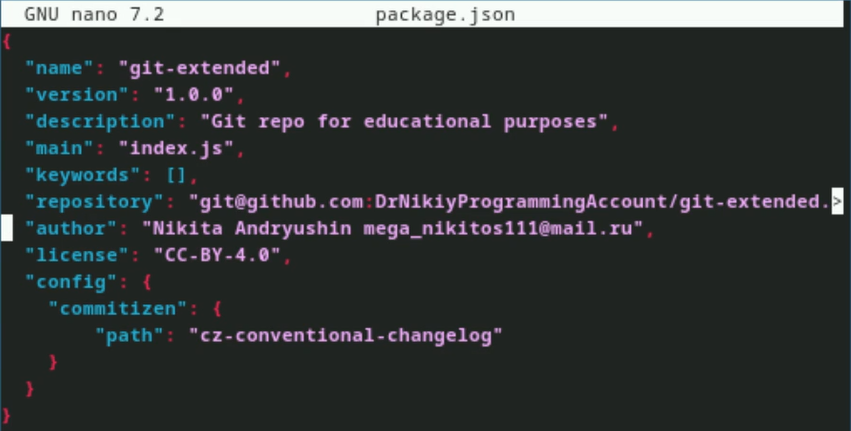 GNU nano 7.2 package.json
{
  "name": "git-extended",
  "version": "1.0.0",
  "description": "Git repo for educational purposes",
  "main": "index.js",
  "keywords": [],
  "repository": "git@github.com:DrNikiyProgrammingAccount/git-extended.>
  "author": "Nikita Andryushin mega_nikitos111@mail.ru",
  "license": "CC-BY-4.0",
  "config": {
    "commitizen": {
        "path": "cz-conventional-changelog"
    }
  }
}